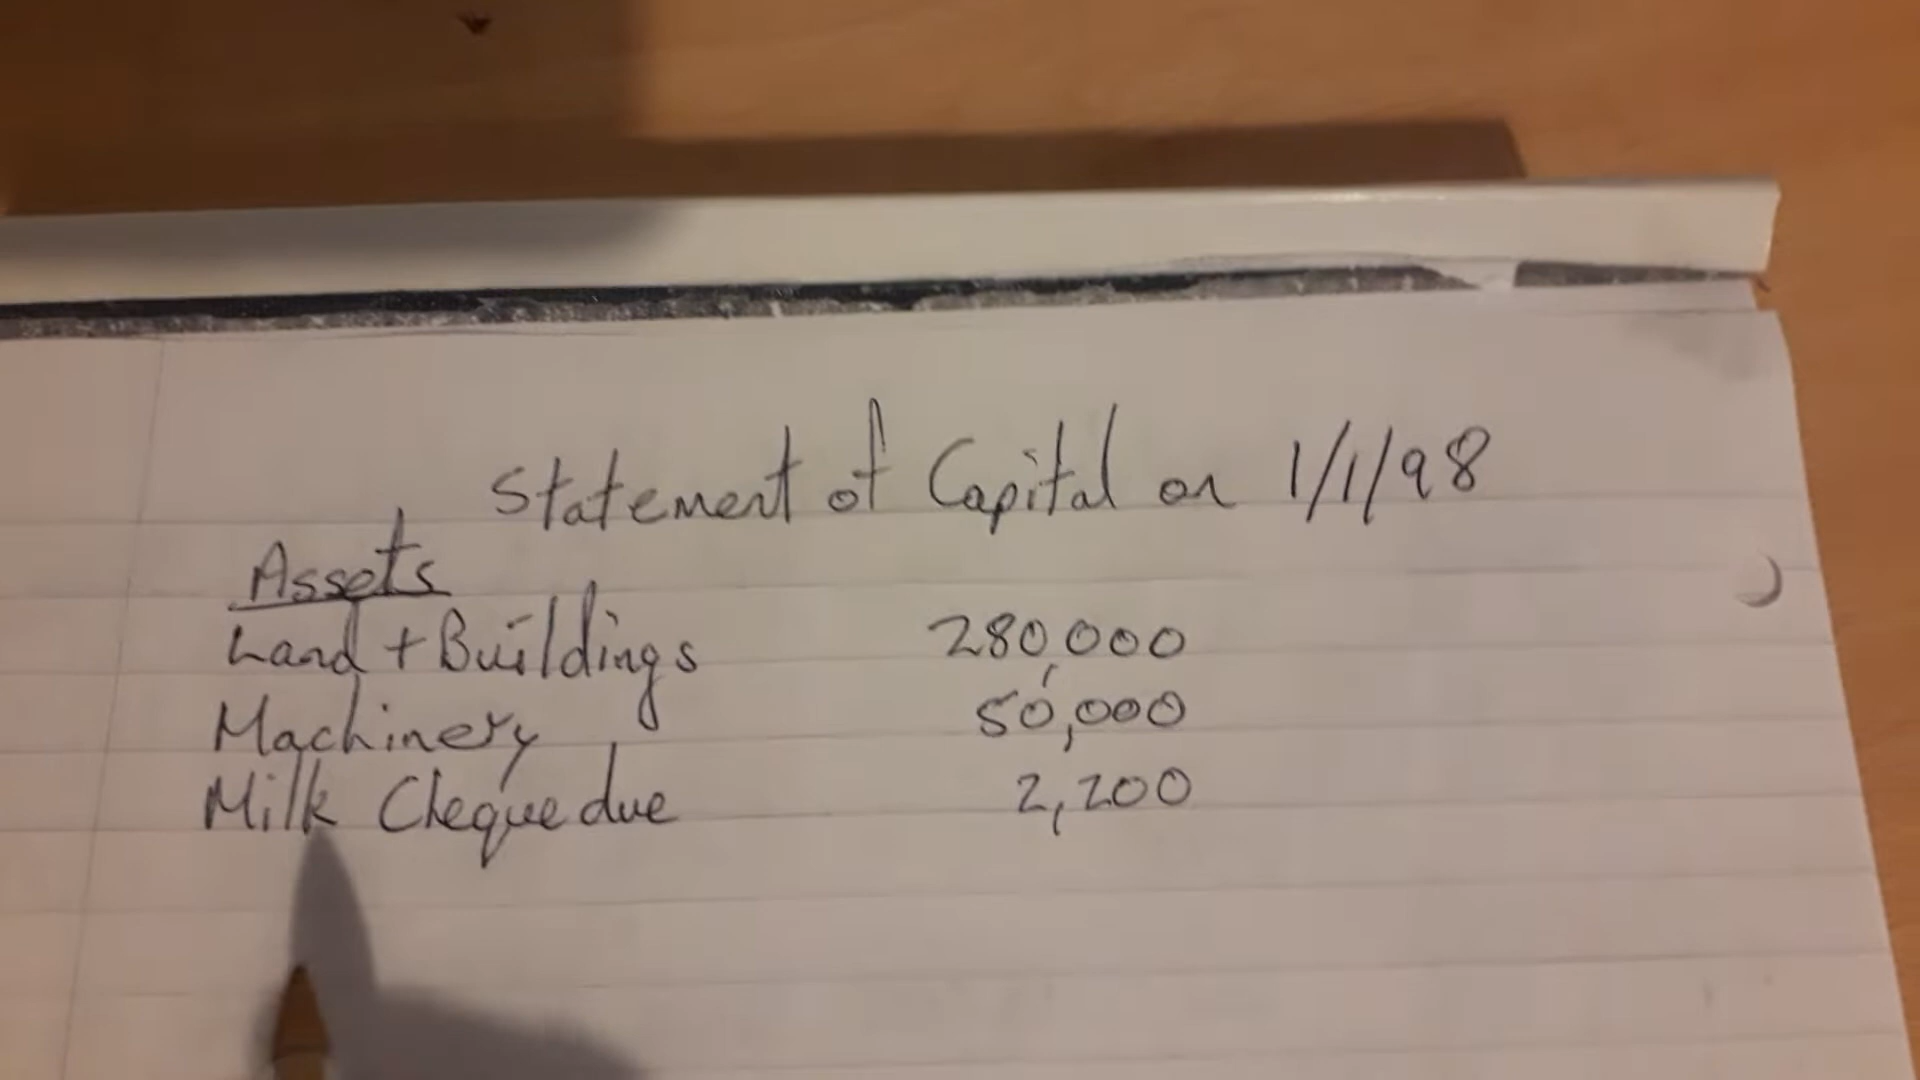 Statement of Capital on 1/1/98
Assets
Land + Buildings 280,000
Machinery 50,000
Milk Cheque due 2,200